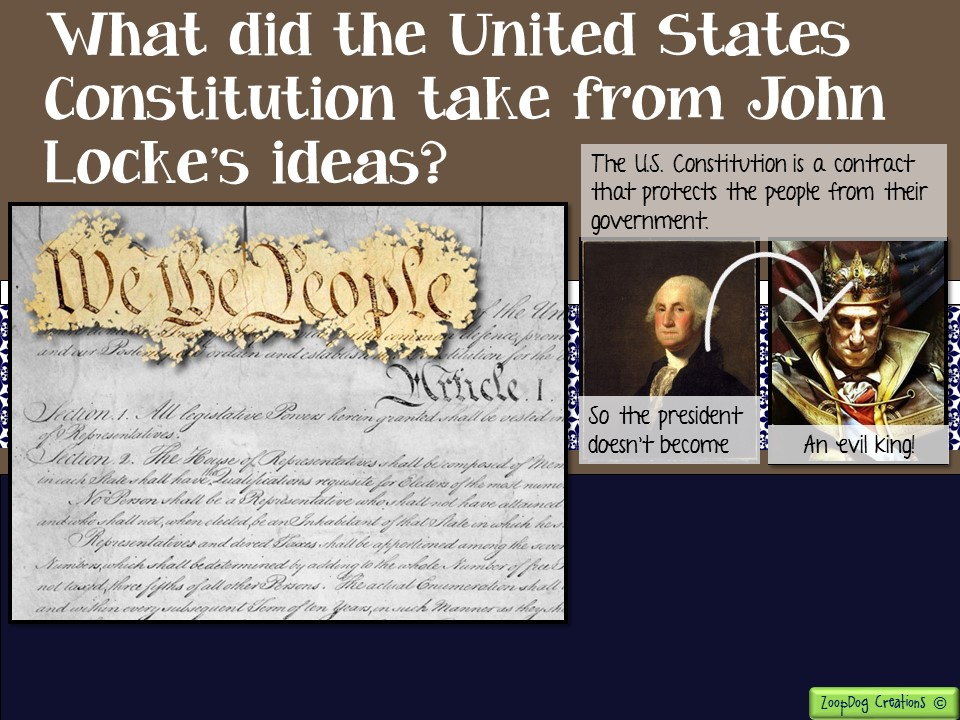 What did the United States
Constitution take from John
Locke's ideas?
The U.S. Constitution is a contract
that protects the people from their
government.
We the People
of the Un
defence, prom
and our Poster ordain and establish
Article. I.
Section. 1. All legislative Powers herein granted shall be vested in
of Representatives.
Section. 2. The House of Representatives shall be composed of Mem
in each State shall have the Qualifications requisite for Electors of the most nume
No Person shall be a Representative who shall not have attained
and who shall not, when elected, be an Inhabitant of that State in which he s
Representatives and direct Taxes shall be apportioned among the sever
Numbers, which shall be determined by adding to the whole Number of free P
not taxed, three fifths of all other Persons. The actual Enumeration shall
and within every subsequent Term of ten Years, in such Manner as they sh
So the president
doesn't become
An evil king!
ZoopDog Creations ©